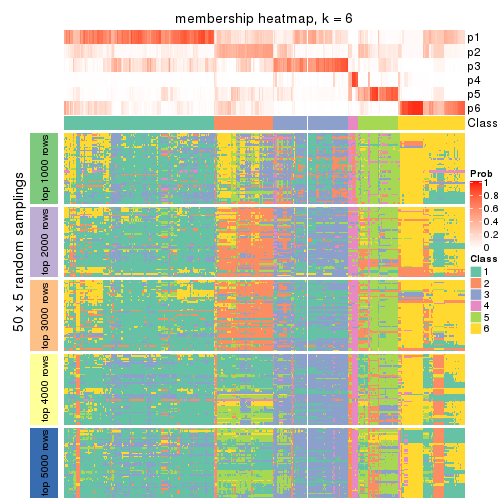 membership heatmap, k = 6
p1
p2
p3
p4
p5
p6
Class
50 x 5 random samplings
top 1000 rows
top 2000 rows
top 3000 rows
top 4000 rows
top 5000 rows
Prob
1
0.8
0.6
0.4
0.2
0
Class
1
2
3
4
5
6